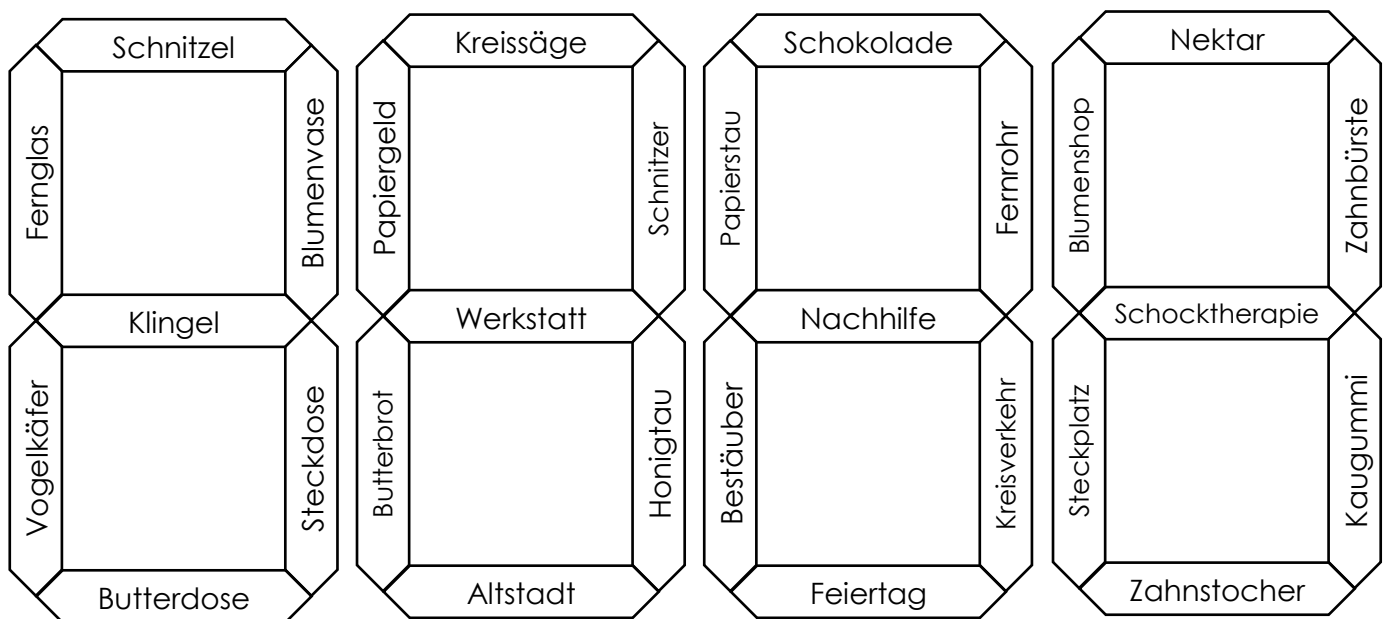 Schnitzel
Fernglas
Blumenvase
Klingel
Vogelkäfer
Steckdose
Butterdose
Kreissäge
Papiergeld
Schnitzer
Werkstatt
Butterbrot
Honigtau
Altstadt
Schokolade
Papierstau
Fernrohr
Nachhilfe
Bestäuber
Kreisverkehr
Feiertag
Nektar
Blumenshop
Zahnbürste
Schocktherapie
Steckplatz
Kaugummi
Zahnstocher